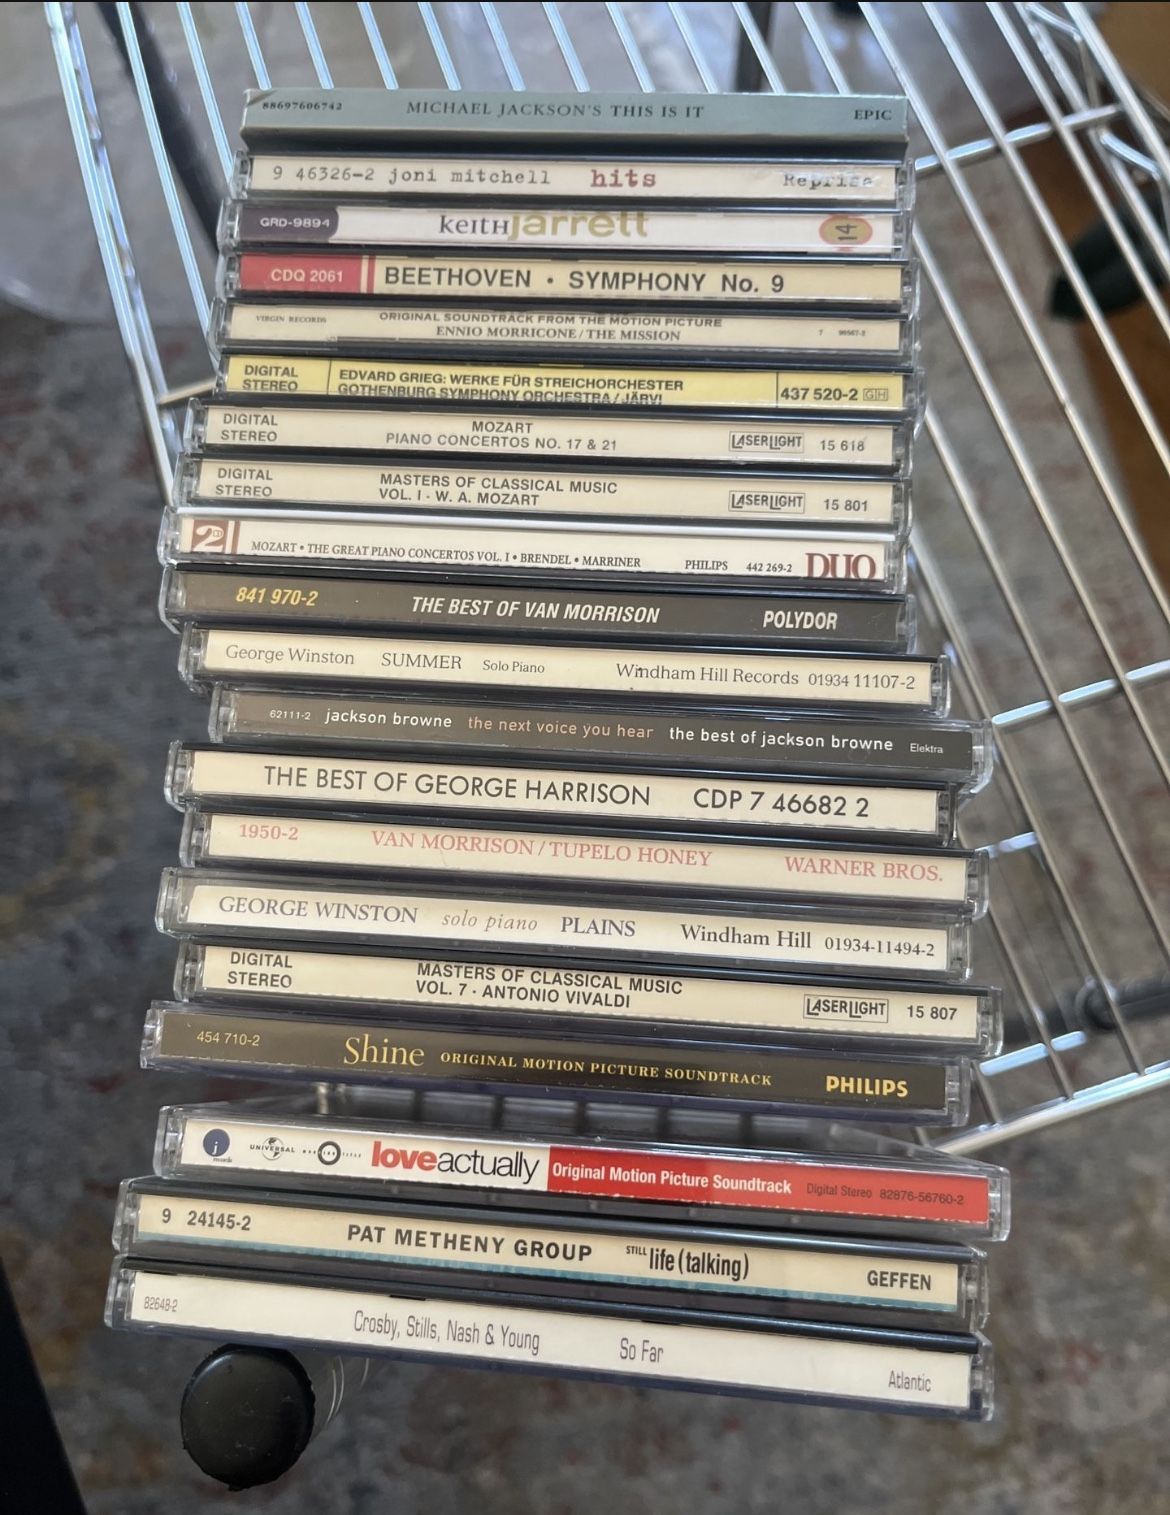 88697606742 MICHAEL JACKSON'S THIS IS IT EPIC
9 46326-2 joni mitchell hits Reprise
GRD-9894 keith jarrett 14
CDQ 2061 BEETHOVEN · SYMPHONY No. 9
VIRGIN RECORDS ORIGINAL SOUNDTRACK FROM THE MOTION PICTURE
ENNIO MORRICONE / THE MISSION 7
DIGITAL STEREO EDVARD GRIEG: WERKE FÜR STREICHORCHESTER
GOTHENBURG SYMPHONY ORCHESTRA / JÄRVI 437 520-2 GH
DIGITAL STEREO MOZART
PIANO CONCERTOS NO. 17 & 21 LASERLIGHT 15 618
DIGITAL STEREO MASTERS OF CLASSICAL MUSIC
VOL. I - W. A. MOZART LASERLIGHT 15 801
2 CD MOZART • THE GREAT PIANO CONCERTOS VOL. I • BRENDEL • MARRINER PHILIPS 442 269-2 DUO
841 970-2 THE BEST OF VAN MORRISON POLYDOR
George Winston SUMMER Solo Piano Windham Hill Records 01934 11107-2
62111-2 jackson browne the next voice you hear the best of jackson browne Elektra
THE BEST OF GEORGE HARRISON CDP 7 46682 2
1950-2 VAN MORRISON / TUPELO HONEY WARNER BROS.
GEORGE WINSTON solo piano PLAINS Windham Hill 01934-11494-2
DIGITAL STEREO MASTERS OF CLASSICAL MUSIC
VOL. 7 - ANTONIO VIVALDI LASERLIGHT 15 807
454 710-2 Shine ORIGINAL MOTION PICTURE SOUNDTRACK PHILIPS
j records UNIVERSAL love actually Original Motion Picture Soundtrack Digital Stereo 82876-56760-2
9 24145-2 PAT METHENY GROUP STILL life (talking) GEFFEN
82648-2 Crosby, Stills, Nash & Young So Far Atlantic